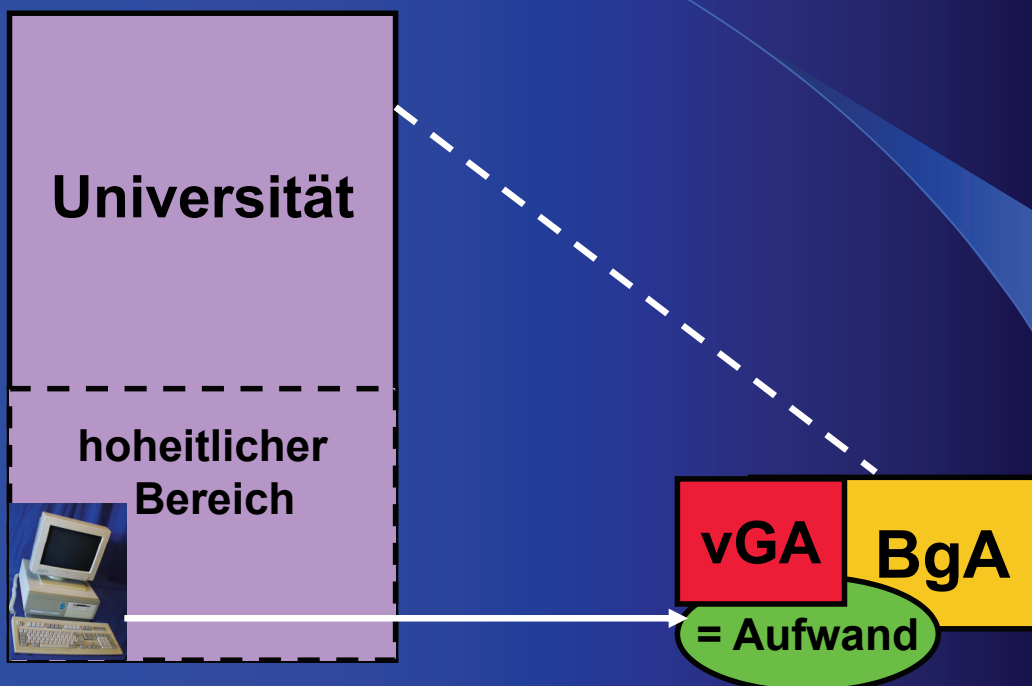 Universität
hoheitlicher
Bereich
vGA
BgA
= Aufwand